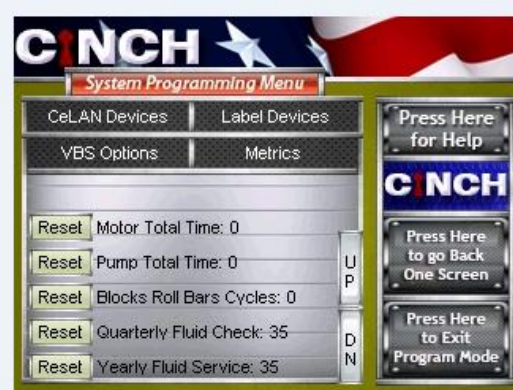 CINCH
System Programming Menu
CeLAN Devices
Label Devices
VBS Options
Metrics
Reset Motor Total Time: 0
Reset Pump Total Time: 0
Reset Blocks Roll Bars Cycles: 0
Reset Quarterly Fluid Check: 35
Reset Yearly Fluid Service: 35
UP
DN
Press Here
for Help
CINCH
Press Here
to go Back
One Screen
Press Here
to Exit
Program Mode